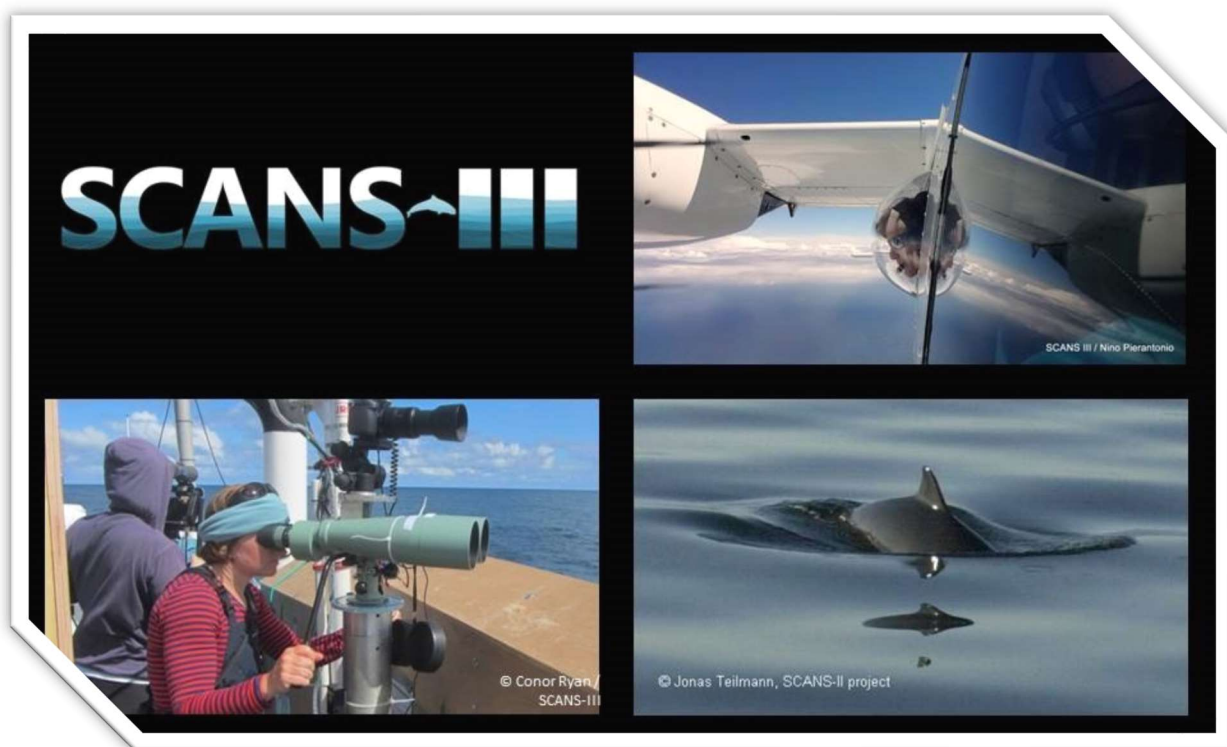 SCANS-III
SCANS III / Nino Pierantonio
© Conor Ryan /
SCANS-III
© Jonas Teilmann, SCANS-II project